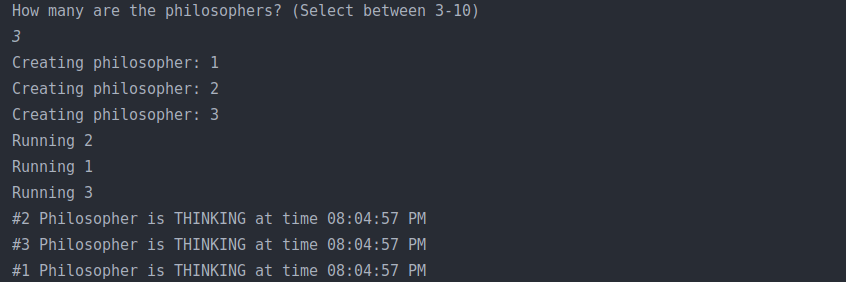 How many are the philosophers? (Select between 3-10)
3
Creating philosopher: 1
Creating philosopher: 2
Creating philosopher: 3
Running 2
Running 1
Running 3
#2 Philosopher is THINKING at time 08:04:57 PM
#3 Philosopher is THINKING at time 08:04:57 PM
#1 Philosopher is THINKING at time 08:04:57 PM